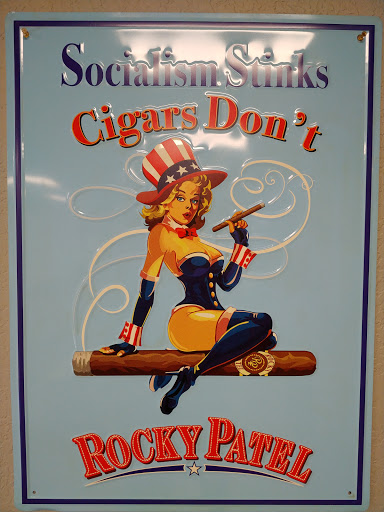 Socialism Stinks
Cigars Don't
ROCKY PATEL